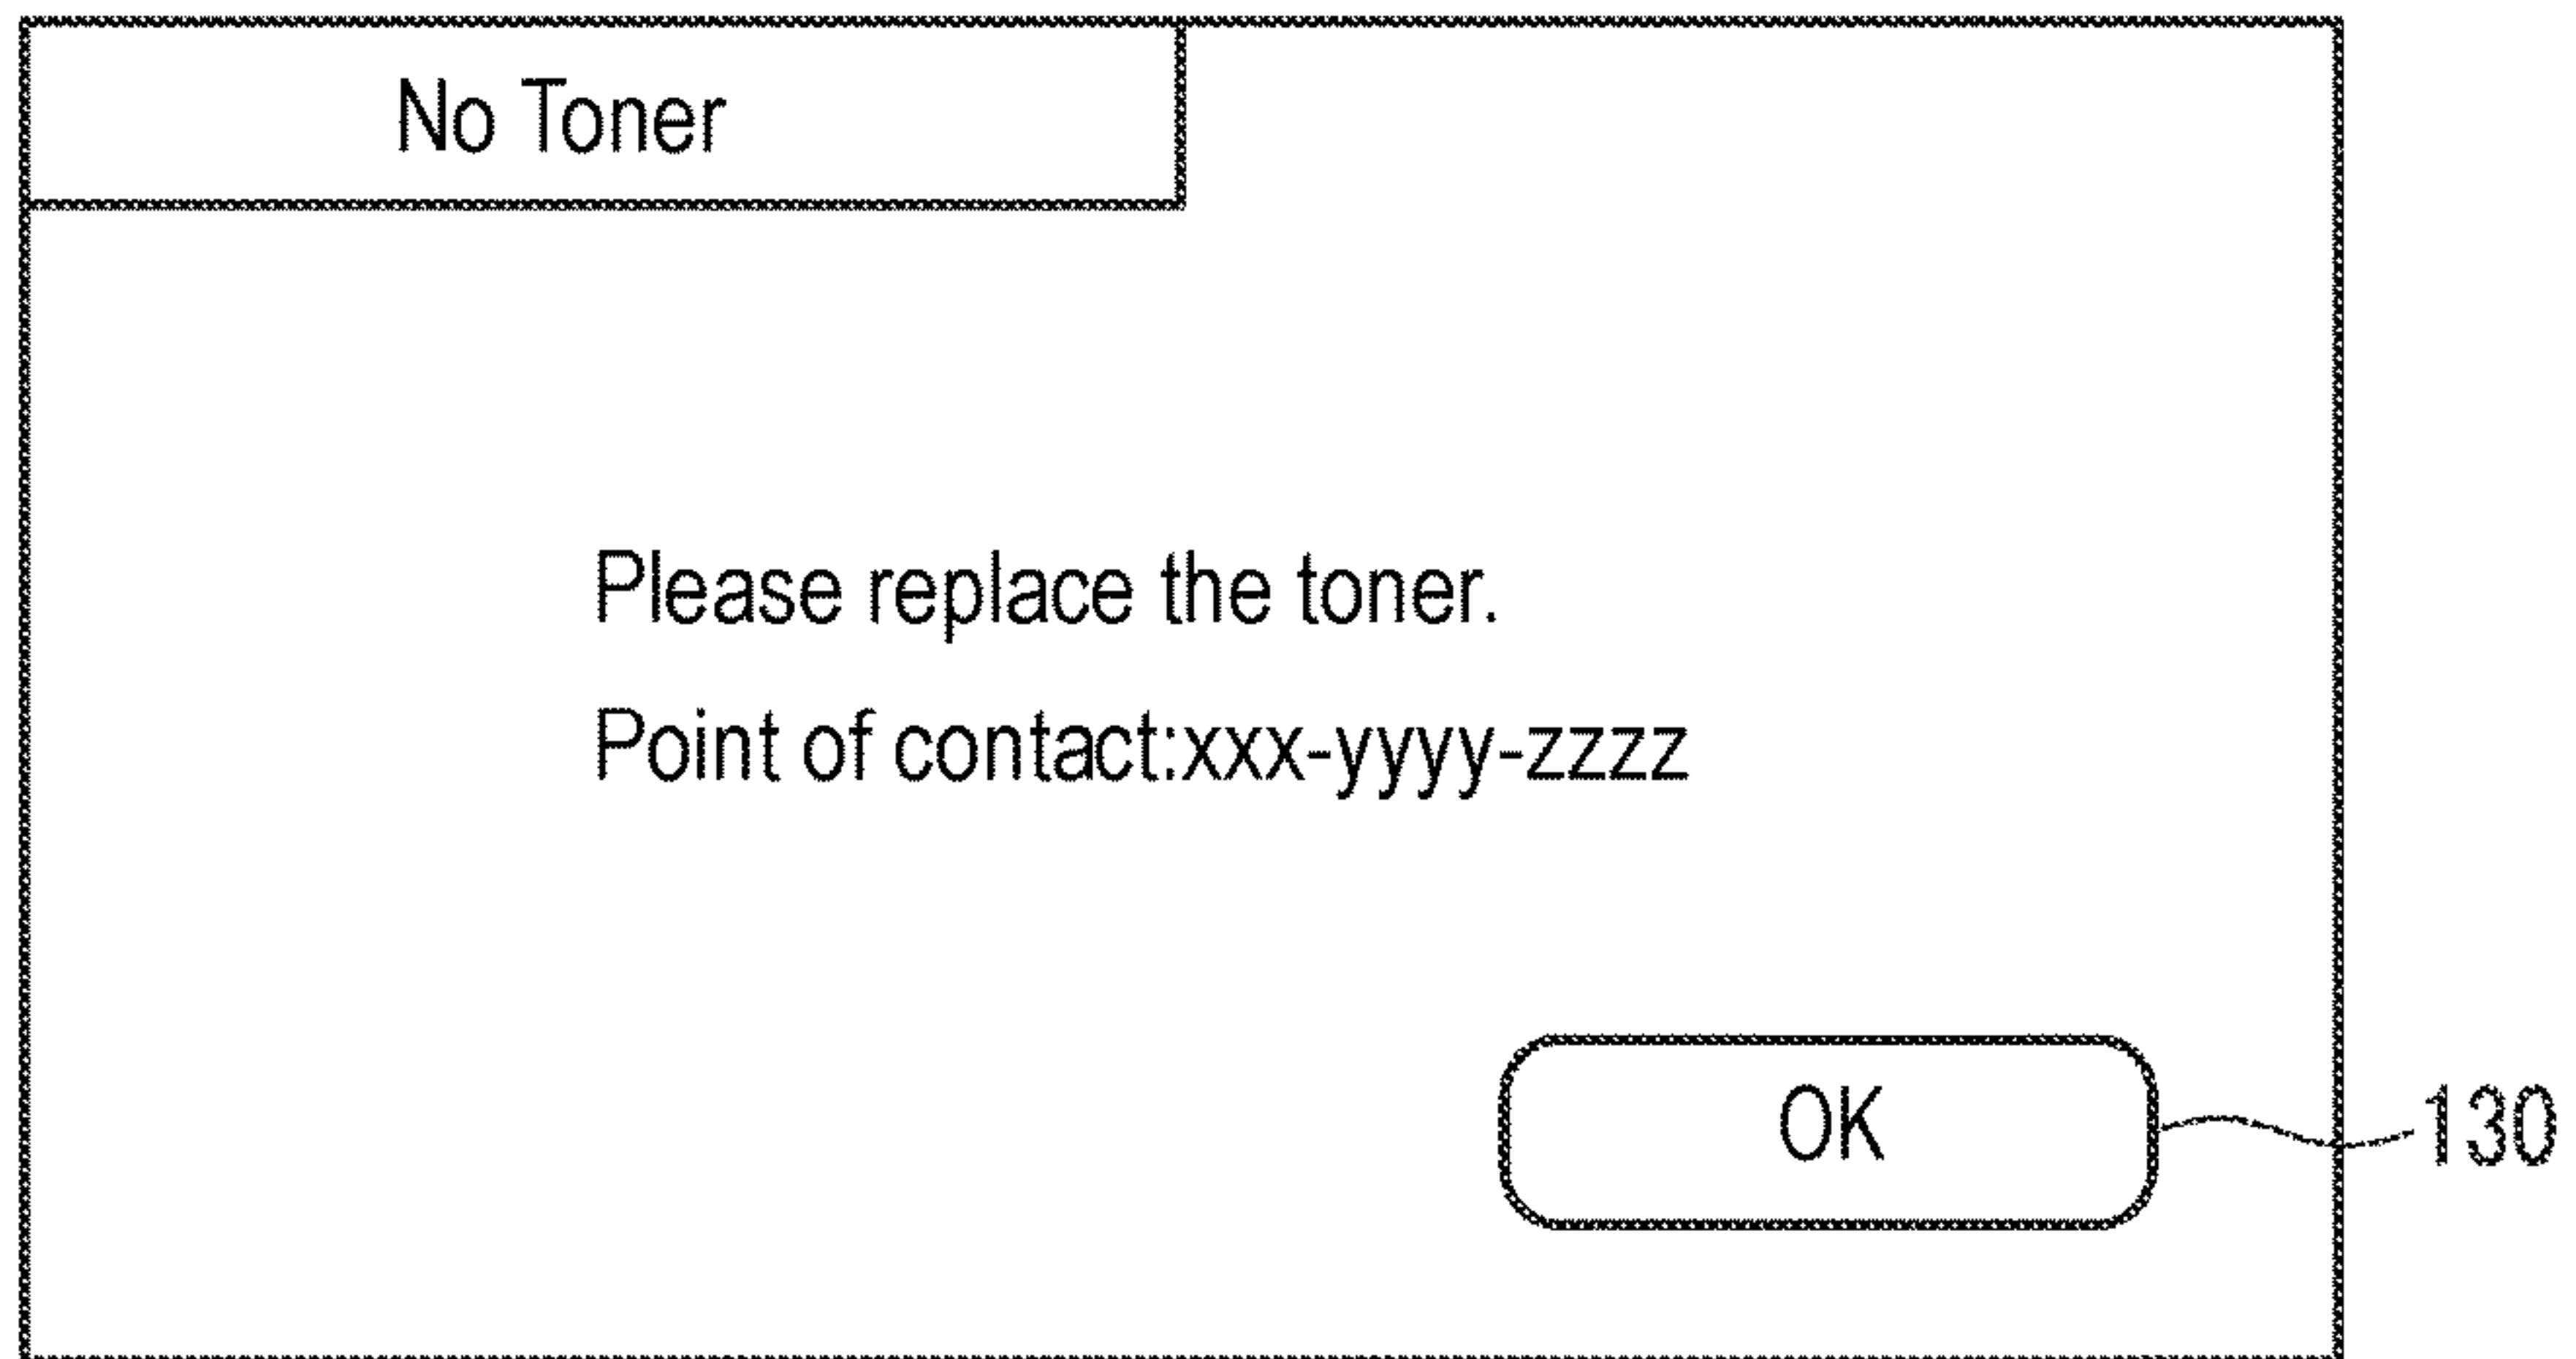 No Toner
Please replace the toner.
Point of contact:xxx-yyyy-zzzz
OK
130